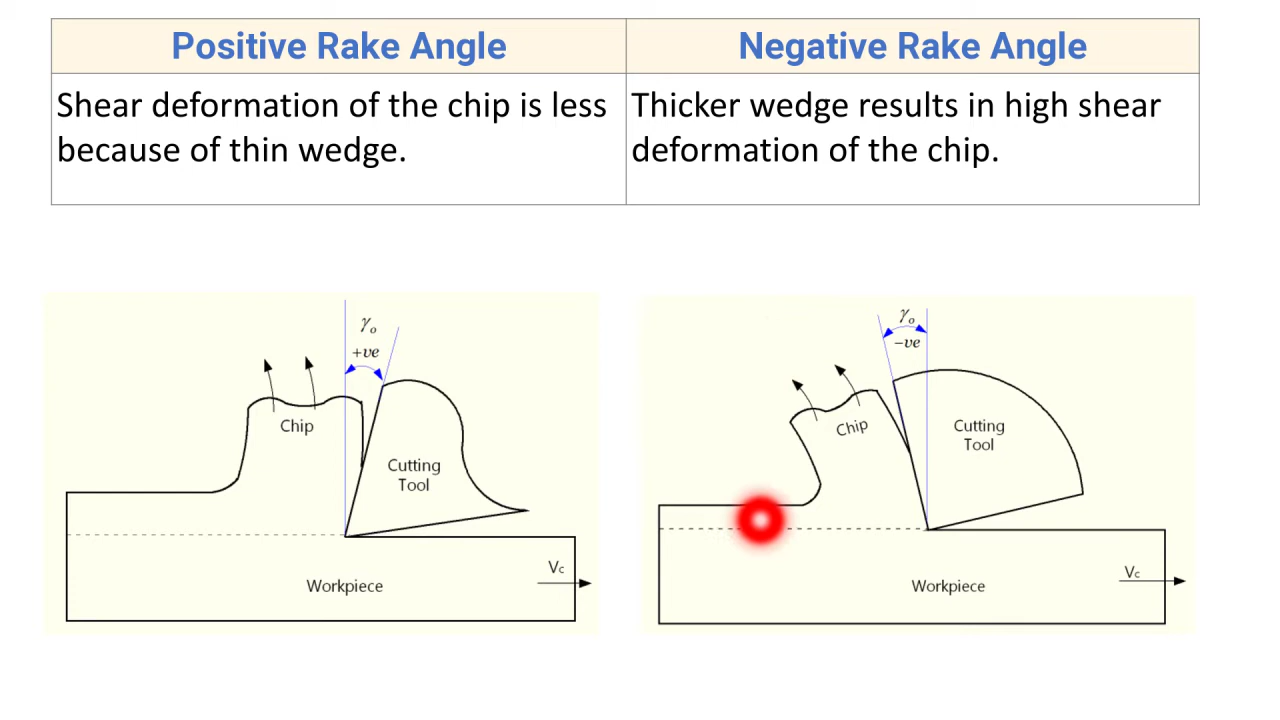 Positive Rake Angle
Negative Rake Angle
Shear deformation of the chip is less
because of thin wedge.
Thicker wedge results in high shear
deformation of the chip.
γₒ
+ve
Chip
Cutting
Tool
Vc
Workpiece
γₒ
−ve
Chip
Cutting
Tool
Vc
Workpiece